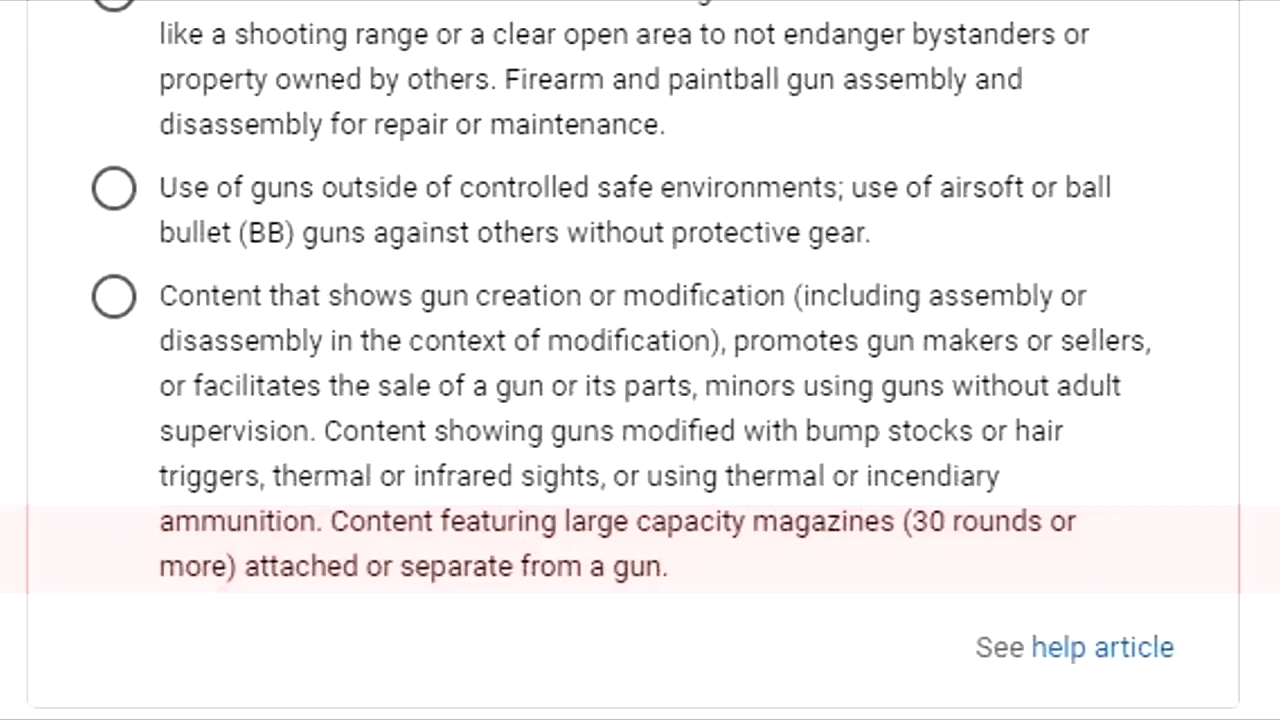 like a shooting range or a clear open area to not endanger bystanders or
property owned by others. Firearm and paintball gun assembly and
disassembly for repair or maintenance.
Use of guns outside of controlled safe environments; use of airsoft or ball
bullet (BB) guns against others without protective gear.
Content that shows gun creation or modification (including assembly or
disassembly in the context of modification), promotes gun makers or sellers,
or facilitates the sale of a gun or its parts, minors using guns without adult
supervision. Content showing guns modified with bump stocks or hair
triggers, thermal or infrared sights, or using thermal or incendiary
ammunition. Content featuring large capacity magazines (30 rounds or
more) attached or separate from a gun.
See help article